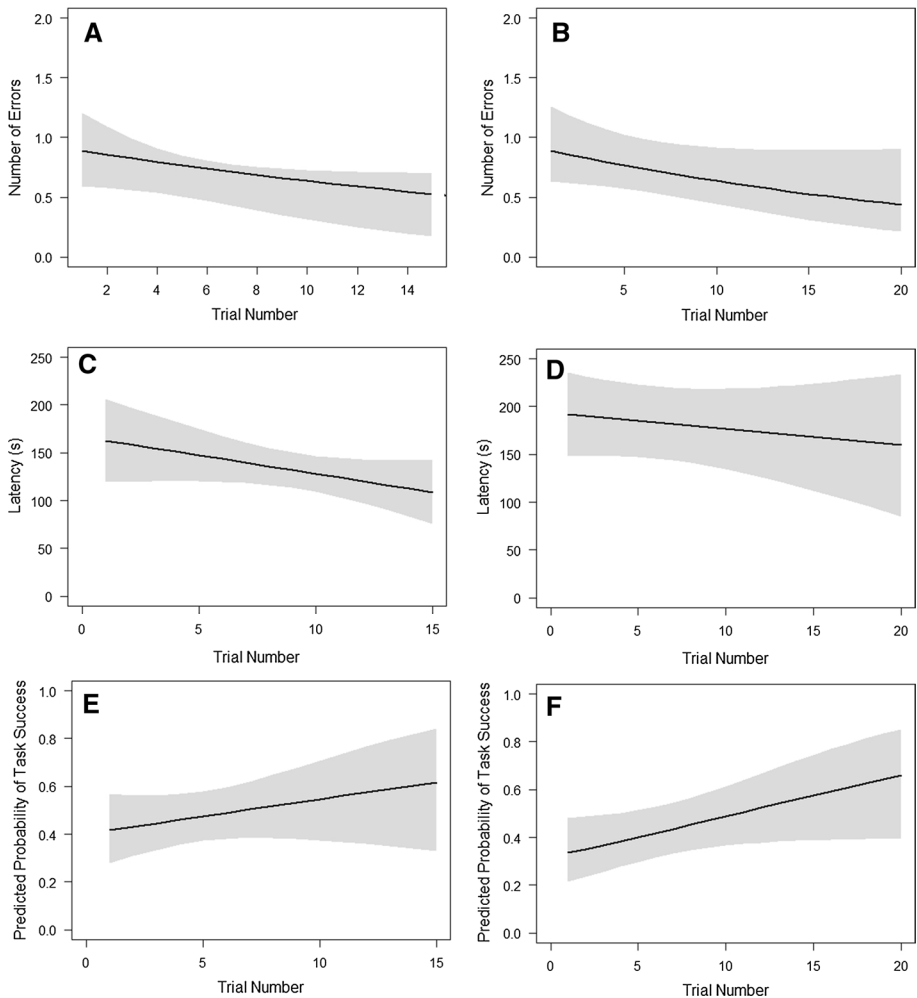 A
Number of Errors
2.0
1.5
1.0
0.5
0.0
2 4 6 8 10 12 14
Trial Number
B
Number of Errors
2.0
1.5
1.0
0.5
0.0
5 10 15 20
Trial Number
C
Latency (s)
250
200
150
100
50
0
0 5 10 15
Trial Number
D
Latency (s)
250
200
150
100
50
0
0 5 10 15 20
Trial Number
E
Predicted Probability of Task Success
1.0
0.8
0.6
0.4
0.2
0.0
0 5 10 15
Trial Number
F
Predicted Probability of Task Success
1.0
0.8
0.6
0.4
0.2
0.0
0 5 10 15 20
Trial Number